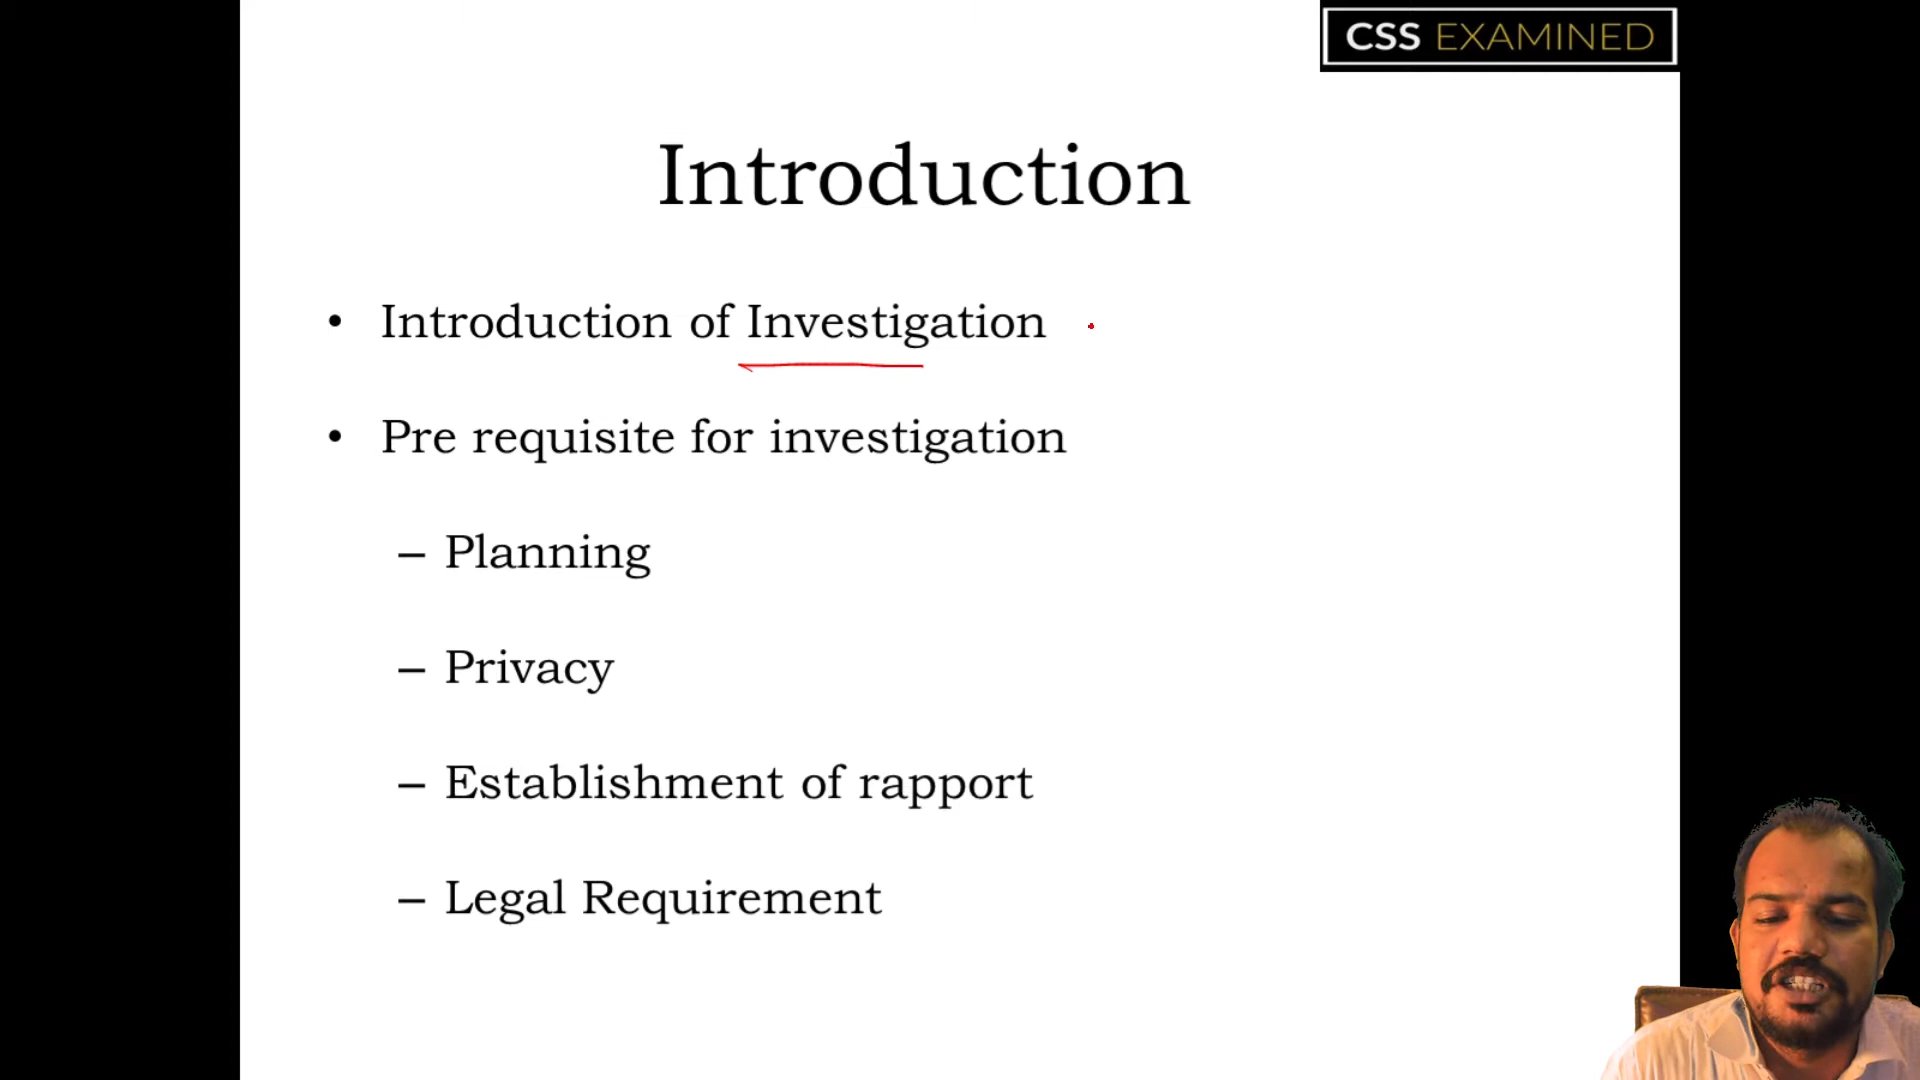 CSS EXAMINED
Introduction
• Introduction of Investigation
• Pre requisite for investigation
– Planning
– Privacy
– Establishment of rapport
– Legal Requirement